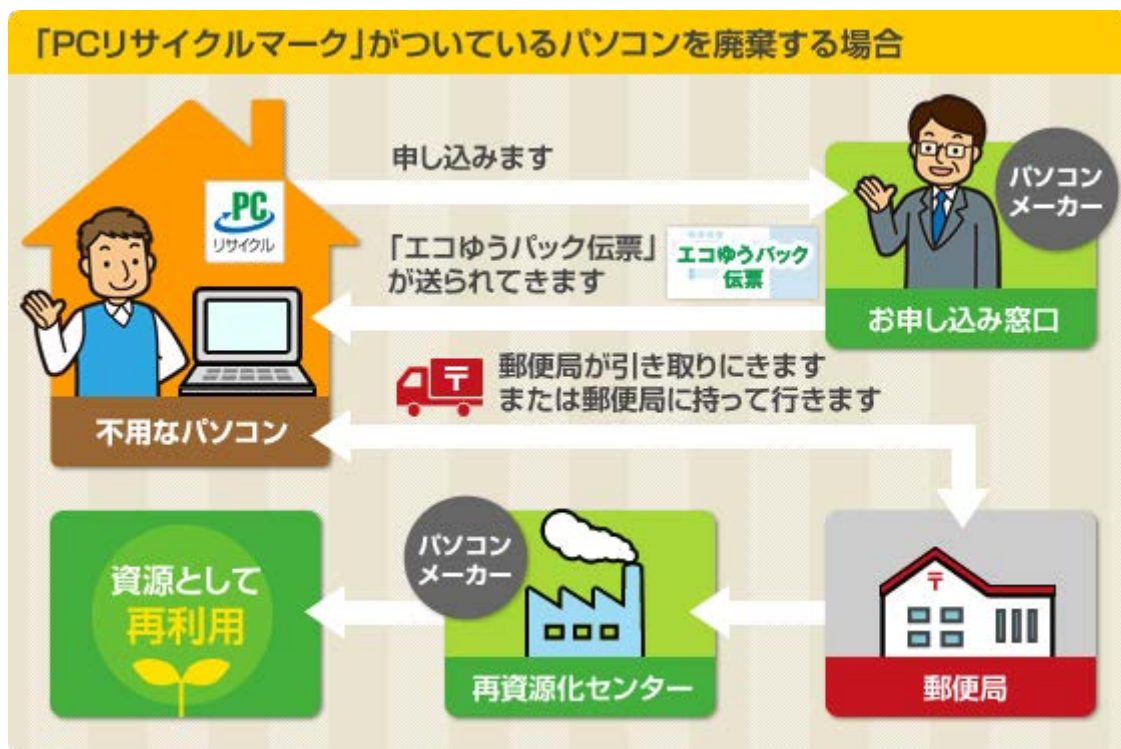 「PCリサイクルマーク」がついているパソコンを廃棄する場合
申し込みます
パソコン
メーカー
PC
リサイクル
「エコゆうパック伝票」
が送られてきます
エコゆうパック
伝票
お申し込み窓口
郵便局が引き取りにきます
または郵便局に持って行きます
〒
不用なパソコン
パソコン
メーカー
資源として
再利用
〒
再資源化センター
郵便局